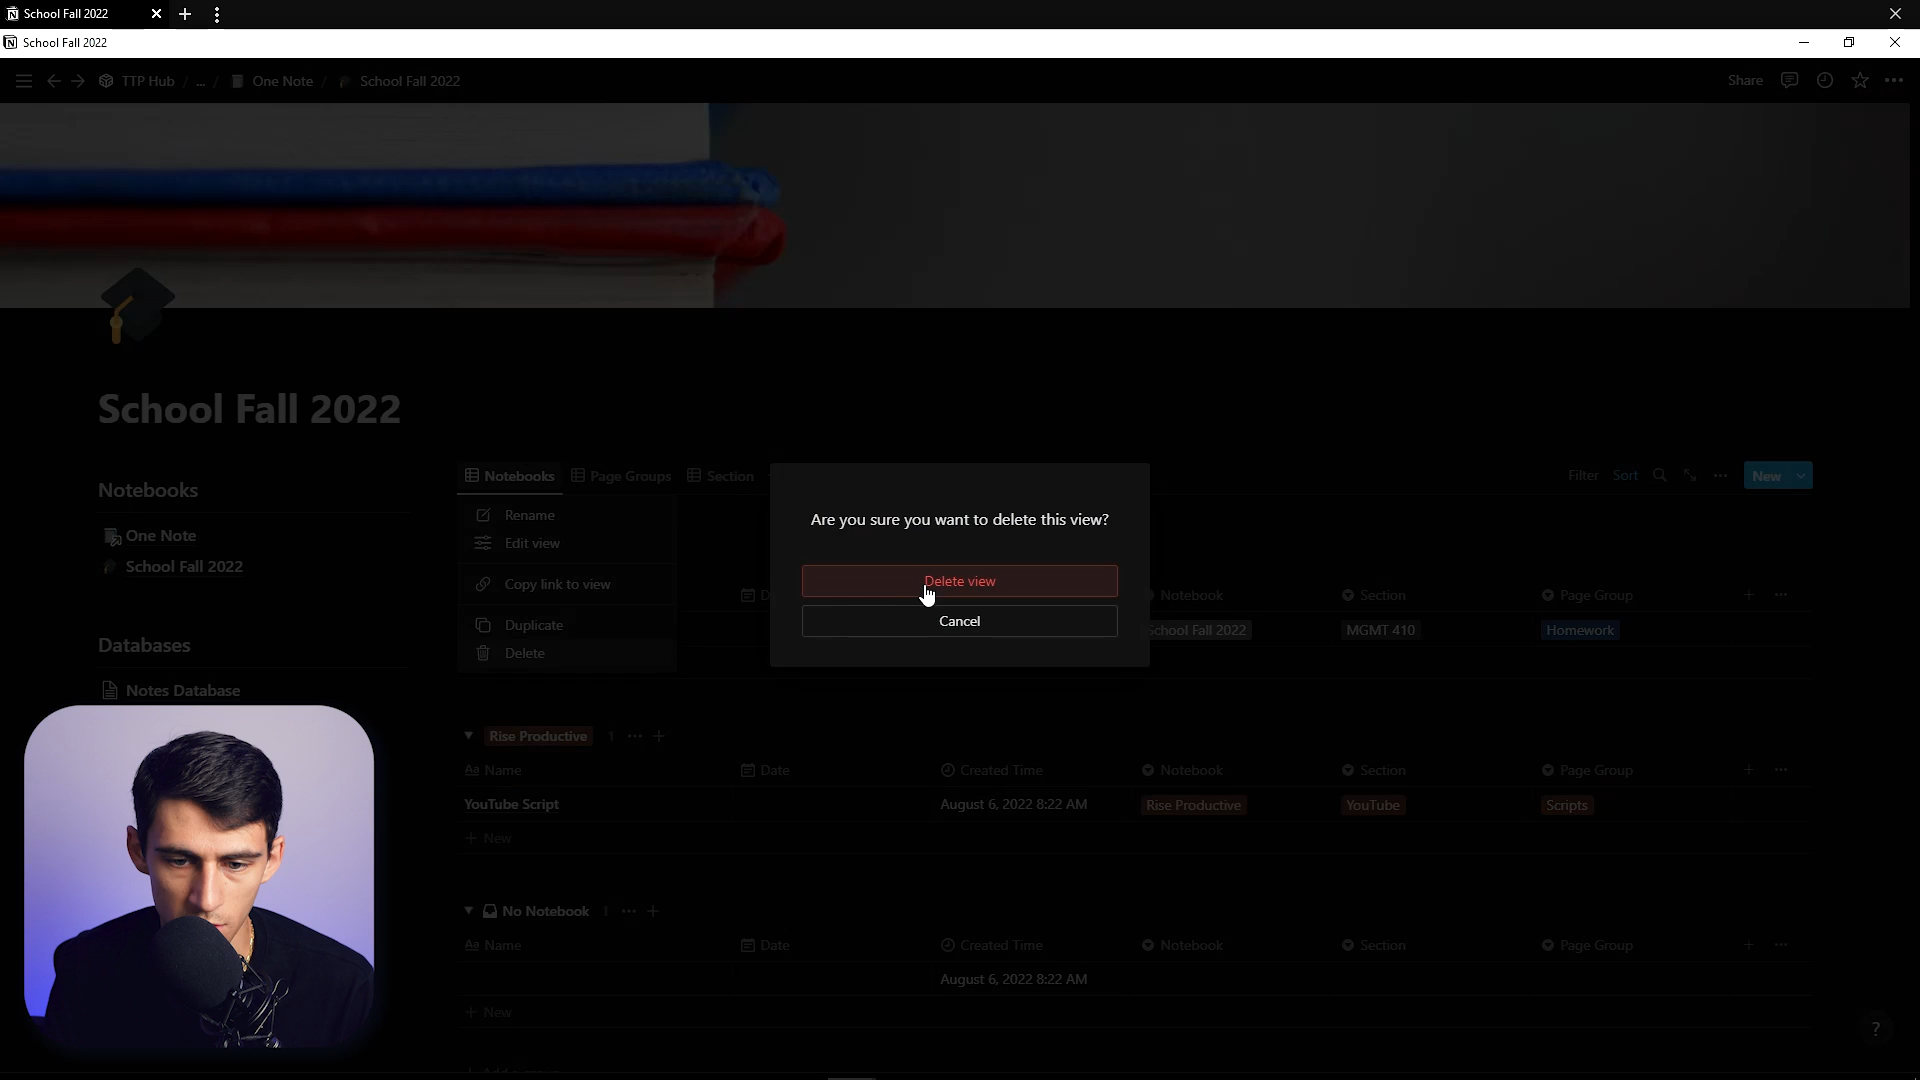 School Fall 2022
School Fall 2022
TTP Hub / ... / One Note / School Fall 2022
Share
School Fall 2022
Notebooks
One Note
School Fall 2022
Databases
Notes Database
Notebooks Page Groups Section
Filter Sort New
Rename
Edit view
Copy link to view
Duplicate
Delete
Are you sure you want to delete this view?
Delete view
Cancel
Notebook Section Page Group
School Fall 2022 MGMT 410 Homework
Rise Productive 1
Aa Name Date Created Time Notebook Section Page Group
YouTube Script August 6, 2022 8:22 AM Rise Productive YouTube Scripts
+ New
No Notebook 1
Aa Name Date Created Time Notebook Section Page Group
August 6, 2022 8:22 AM
+ New
?